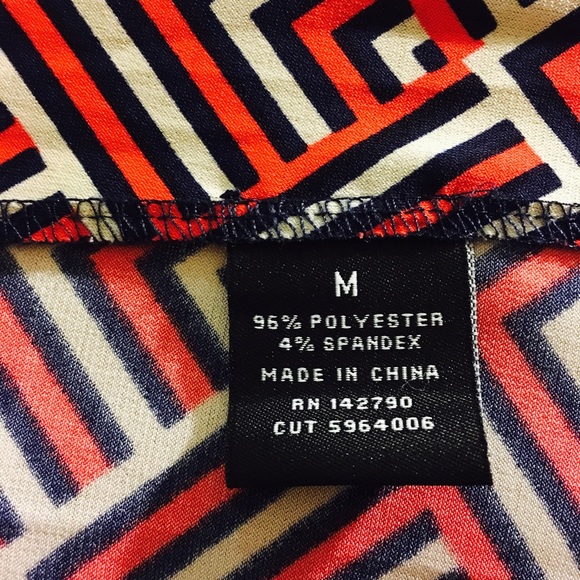 M
96% POLYESTER
4% SPANDEX
MADE IN CHINA
RN 142790
CUT 5964006